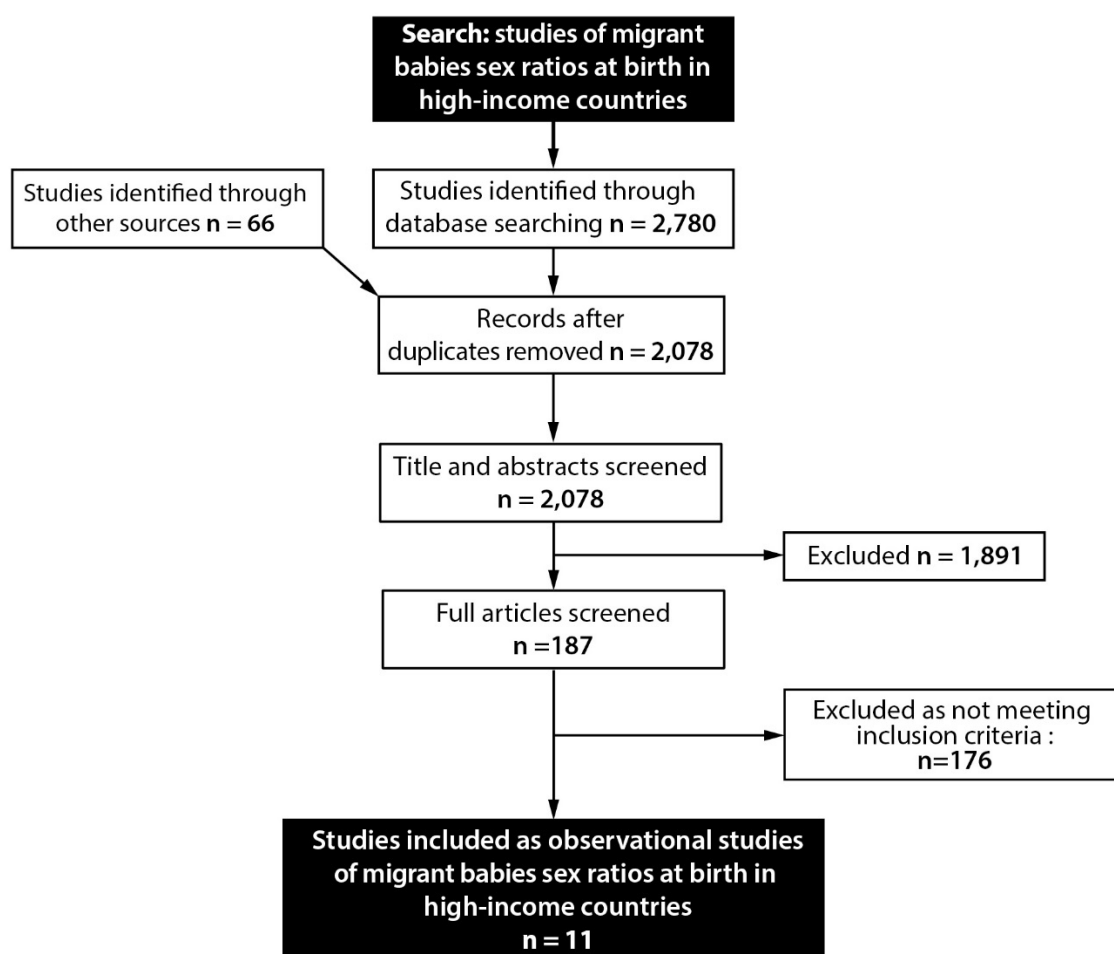 Search: studies of migrant
babies sex ratios at birth in
high-income countries
Studies identified through
other sources n = 66
Studies identified through
database searching n = 2,780
Records after
duplicates removed n = 2,078
Title and abstracts screened
n = 2,078
Excluded n = 1,891
Full articles screened
n =187
Excluded as not meeting
inclusion criteria :
n=176
Studies included as observational studies
of migrant babies sex ratios at birth in
high-income countries
n = 11